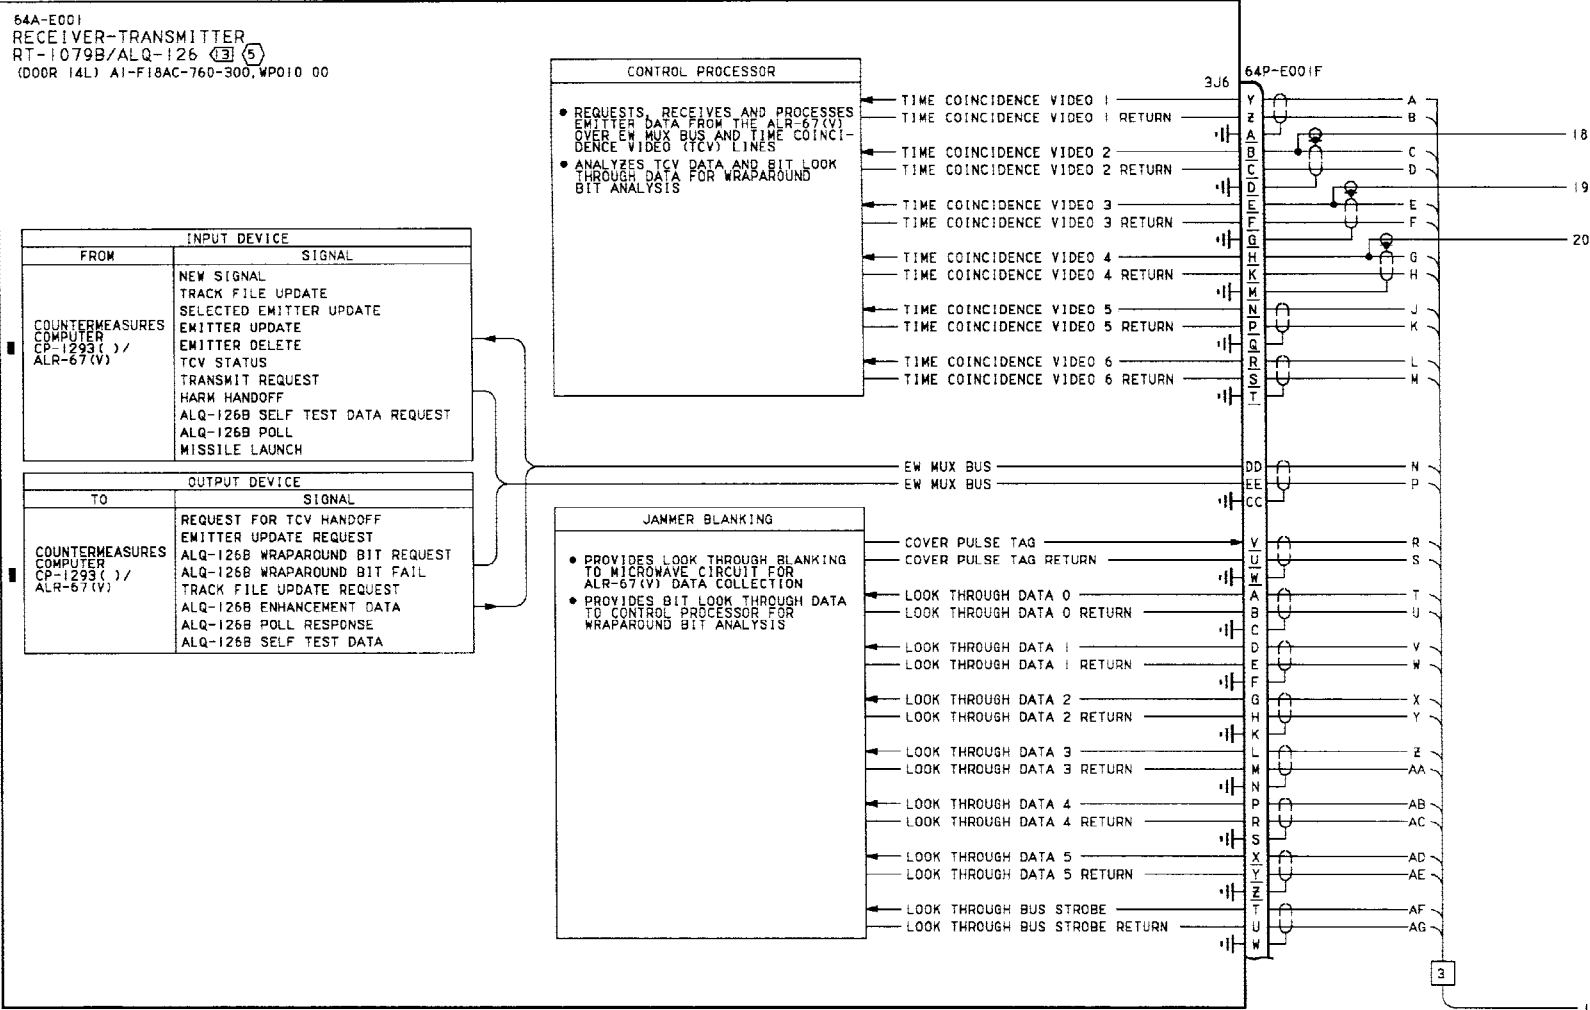 64A-E001
RECEIVER-TRANSMITTER
RT-1079B/ALQ-126 13 5
(DOOR 14L) A1-F18AC-760-300, WP010 00
INPUT DEVICE
FROM SIGNAL
COUNTERMEASURES
COMPUTER
CP-1293( )/
ALR-67(V)
NEW SIGNAL
TRACK FILE UPDATE
SELECTED EMITTER UPDATE
EMITTER UPDATE
EMITTER DELETE
TCV STATUS
TRANSMIT REQUEST
HARM HANDOFF
ALQ-126B SELF TEST DATA REQUEST
ALQ-126B POLL
MISSILE LAUNCH
OUTPUT DEVICE
TO SIGNAL
COUNTERMEASURES
COMPUTER
CP-1293( )/
ALR-67(V)
REQUEST FOR TCV HANDOFF
EMITTER UPDATE REQUEST
ALQ-126B WRAPAROUND BIT REQUEST
ALQ-126B WRAPAROUND BIT FAIL
TRACK FILE UPDATE REQUEST
ALQ-126B ENHANCEMENT DATA
ALQ-126B POLL RESPONSE
ALQ-126B SELF TEST DATA
CONTROL PROCESSOR
● REQUESTS, RECEIVES AND PROCESSES
EMITTER DATA FROM THE ALR-67(V)
OVER EW MUX BUS AND TIME COINCI-
DENCE VIDEO (TCV) LINES
● ANALYZES TCV DATA AND BIT LOOK
THROUGH DATA FOR WRAPAROUND
BIT ANALYSIS
JAMMER BLANKING
● PROVIDES LOOK THROUGH BLANKING
TO MICROWAVE CIRCUIT FOR
ALR-67(V) DATA COLLECTION
● PROVIDES BIT LOOK THROUGH DATA
TO CONTROL PROCESSOR FOR
WRAPAROUND BIT ANALYSIS
3J6 64P-E001F
TIME COINCIDENCE VIDEO 1 Y A
TIME COINCIDENCE VIDEO 1 RETURN Z B
A 18
TIME COINCIDENCE VIDEO 2 B C
TIME COINCIDENCE VIDEO 2 RETURN C D
D 19
TIME COINCIDENCE VIDEO 3 E E
TIME COINCIDENCE VIDEO 3 RETURN F F
G 20
TIME COINCIDENCE VIDEO 4 H G
TIME COINCIDENCE VIDEO 4 RETURN K H
M
TIME COINCIDENCE VIDEO 5 N J
TIME COINCIDENCE VIDEO 5 RETURN P K
Q
TIME COINCIDENCE VIDEO 6 R L
TIME COINCIDENCE VIDEO 6 RETURN S M
T
EW MUX BUS DD N
EW MUX BUS EE P
CC
COVER PULSE TAG V R
COVER PULSE TAG RETURN U S
W
LOOK THROUGH DATA 0 A T
LOOK THROUGH DATA 0 RETURN B U
C
LOOK THROUGH DATA 1 D V
LOOK THROUGH DATA 1 RETURN E W
F
LOOK THROUGH DATA 2 G X
LOOK THROUGH DATA 2 RETURN H Y
K
LOOK THROUGH DATA 3 L Z
LOOK THROUGH DATA 3 RETURN M AA
N
LOOK THROUGH DATA 4 P AB
LOOK THROUGH DATA 4 RETURN R AC
S
LOOK THROUGH DATA 5 X AD
LOOK THROUGH DATA 5 RETURN Y AE
Z
LOOK THROUGH BUS STROBE T AF
LOOK THROUGH BUS STROBE RETURN U AG
W
3
1